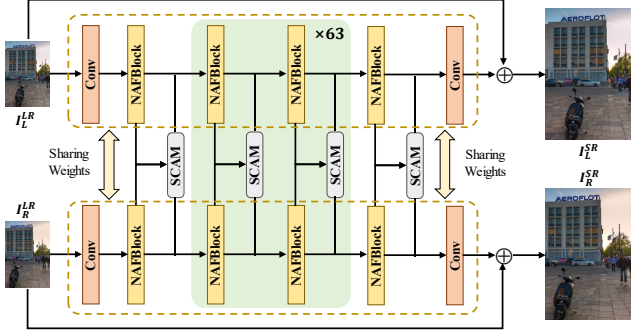 AEROFLOT
×63
Conv
NAFBlock
NAFBlock
NAFBlock
NAFBlock
Conv
I_L^LR
I_L^SR
Sharing
Weights
SCAM
SCAM
SCAM
SCAM
Sharing
Weights
I_R^LR
I_R^SR
AEROFLOT
Conv
NAFBlock
NAFBlock
NAFBlock
NAFBlock
Conv